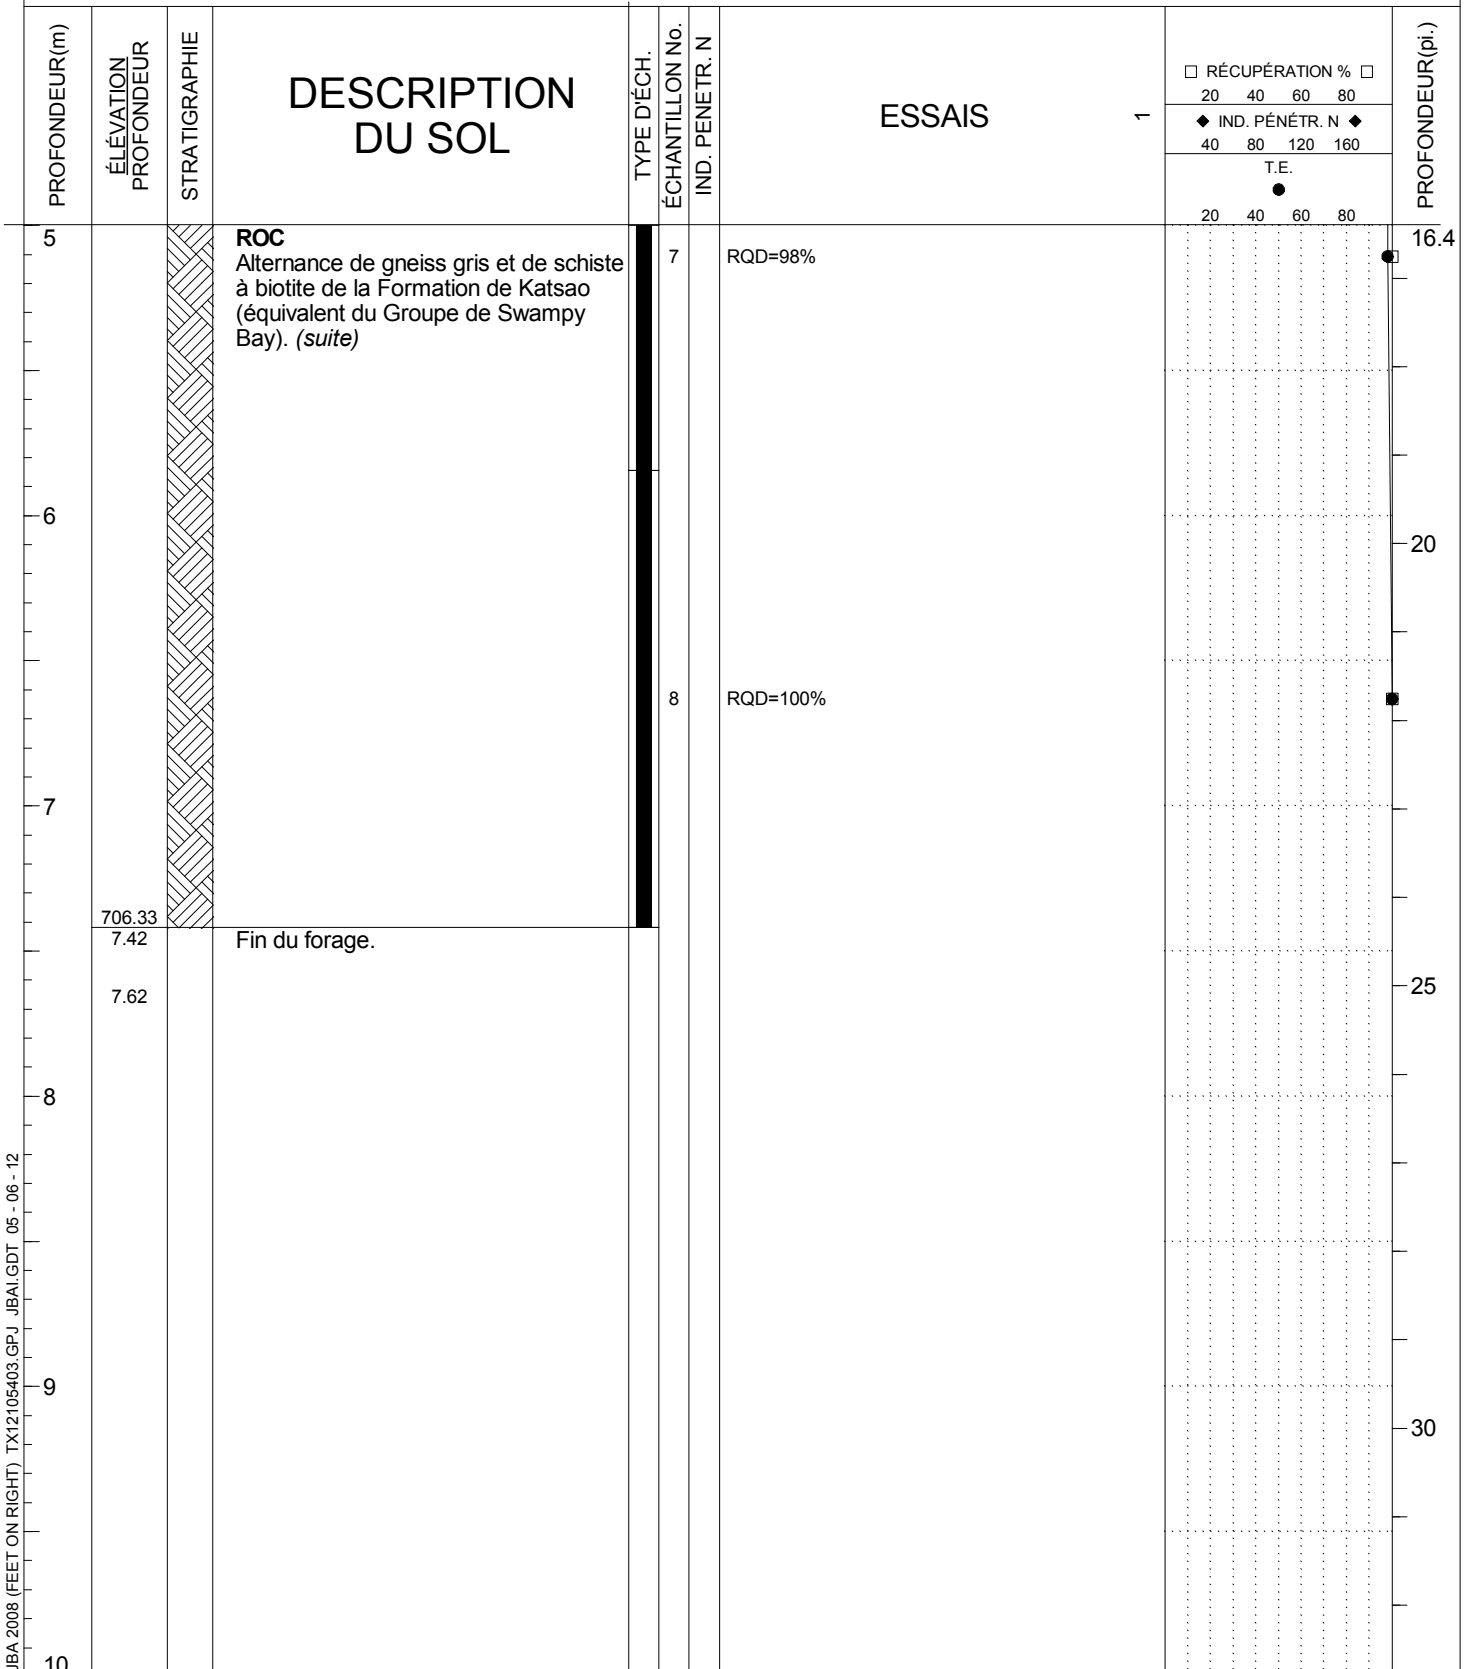 PROFONDEUR(m)
ÉLÉVATION
PROFONDEUR
STRATIGRAPHIE
DESCRIPTION
DU SOL
TYPE D'ÉCH.
ÉCHANTILLON No.
IND. PENETR. N
ESSAIS
1
□ RÉCUPÉRATION % □
20 40 60 80
◆ IND. PÉNÉTR. N ◆
40 80 120 160
T.E.
●
20 40 60 80
PROFONDEUR(pi.)
5
ROC
16.4
Alternance de gneiss gris et de schiste
7
RQD=98%
à biotite de la Formation de Katsao
(équivalent du Groupe de Swampy
Bay). (suite)
6
20
8
RQD=100%
7
706.33
7.42
Fin du forage.
7.62
25
8
9
30
10
JBA 2008 (FEET ON RIGHT) TX12105403.GPJ JBAI.GDT 05 - 06 - 12